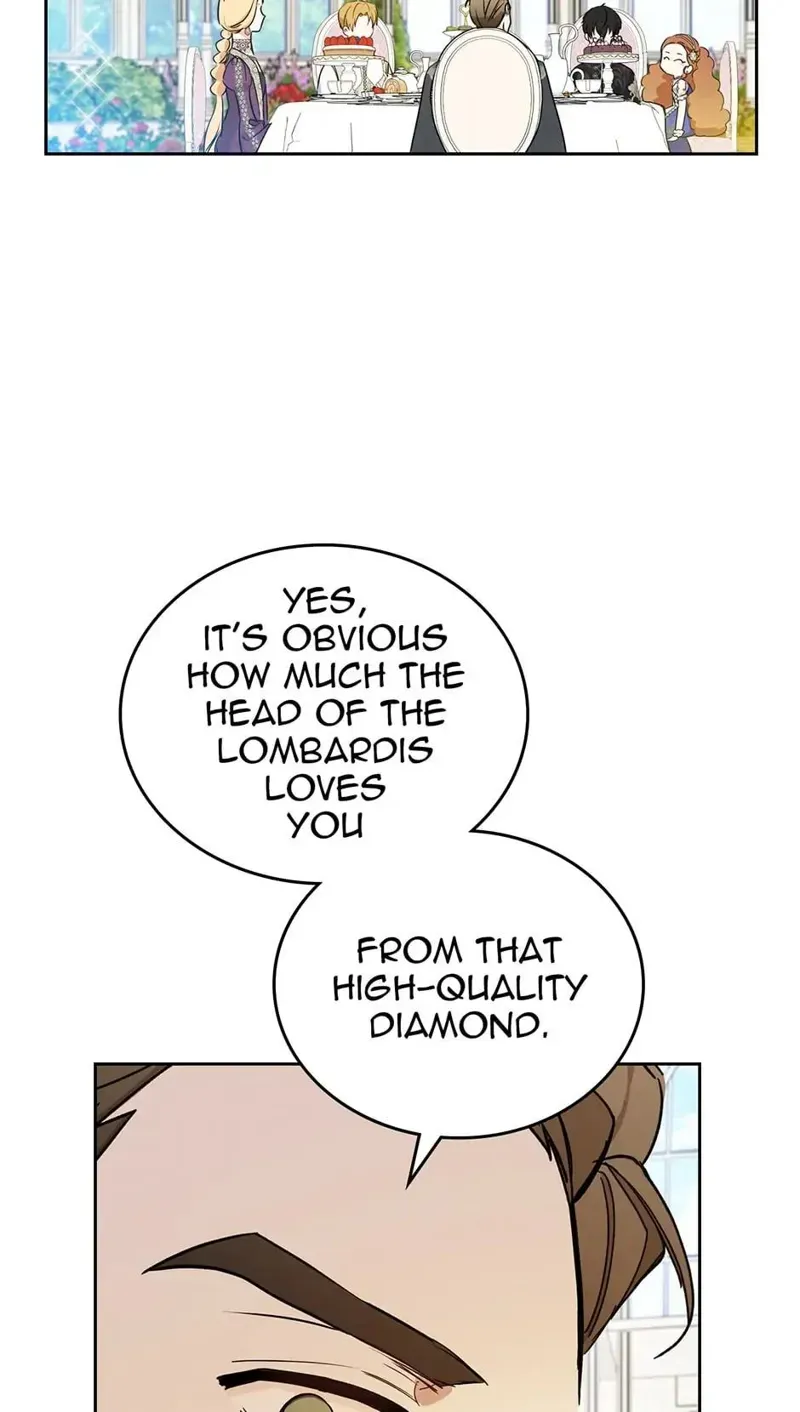 YES,
IT'S OBVIOUS
HOW MUCH THE
HEAD OF THE
LOMBARDIS
LOVES
YOU
FROM THAT
HIGH-QUALITY
DIAMOND.